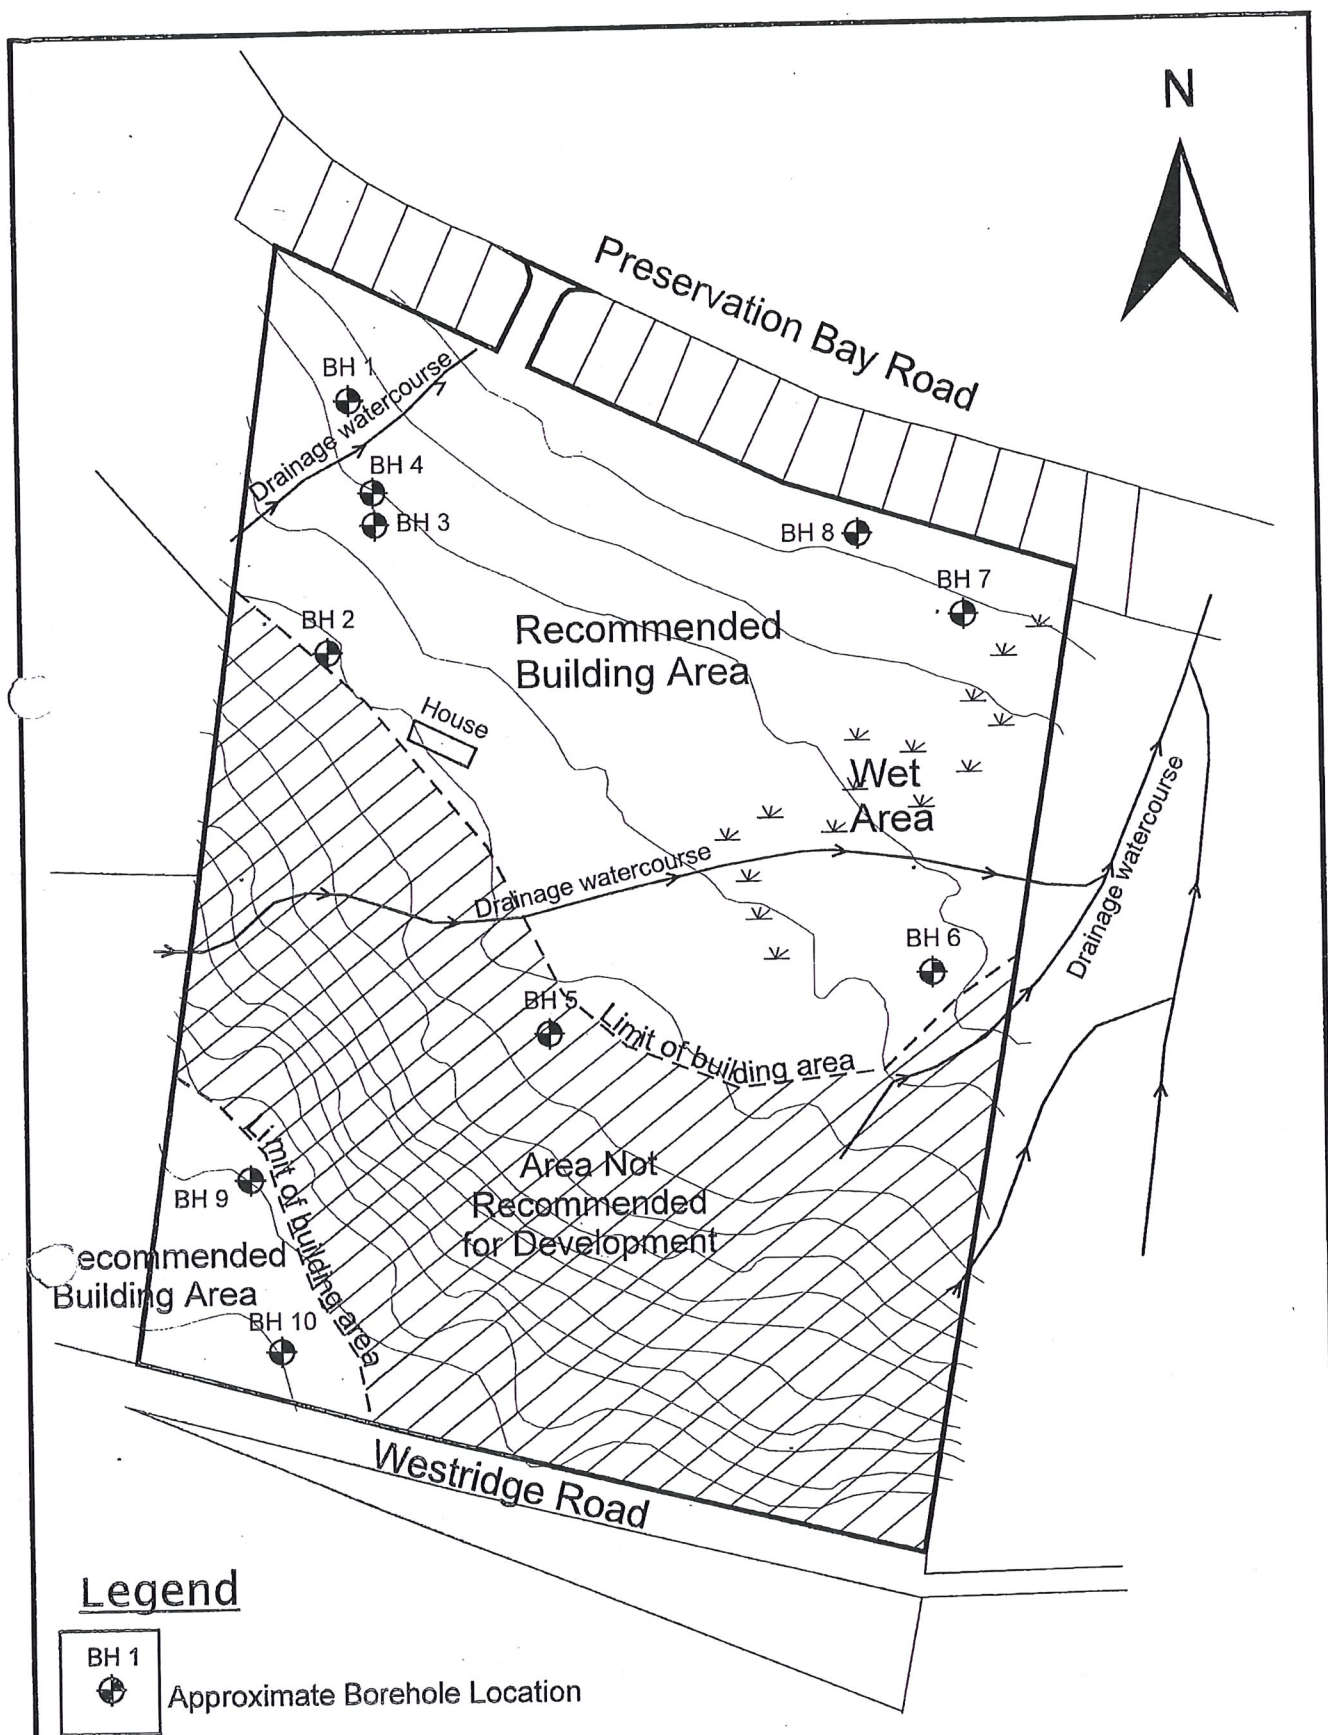 N
Preservation Bay Road
BH 1
Drainage watercourse
BH 4
BH 3
BH 8
BH 7
BH 2
Recommended
Building Area
House
Wet
Area
Drainage watercourse
Drainage watercourse
BH 6
BH 5
Limit of building area
Limit of building area
Area Not
Recommended
for Development
BH 9
ecommended
Building Area
BH 10
Westridge Road
Legend
BH 1
Approximate Borehole Location